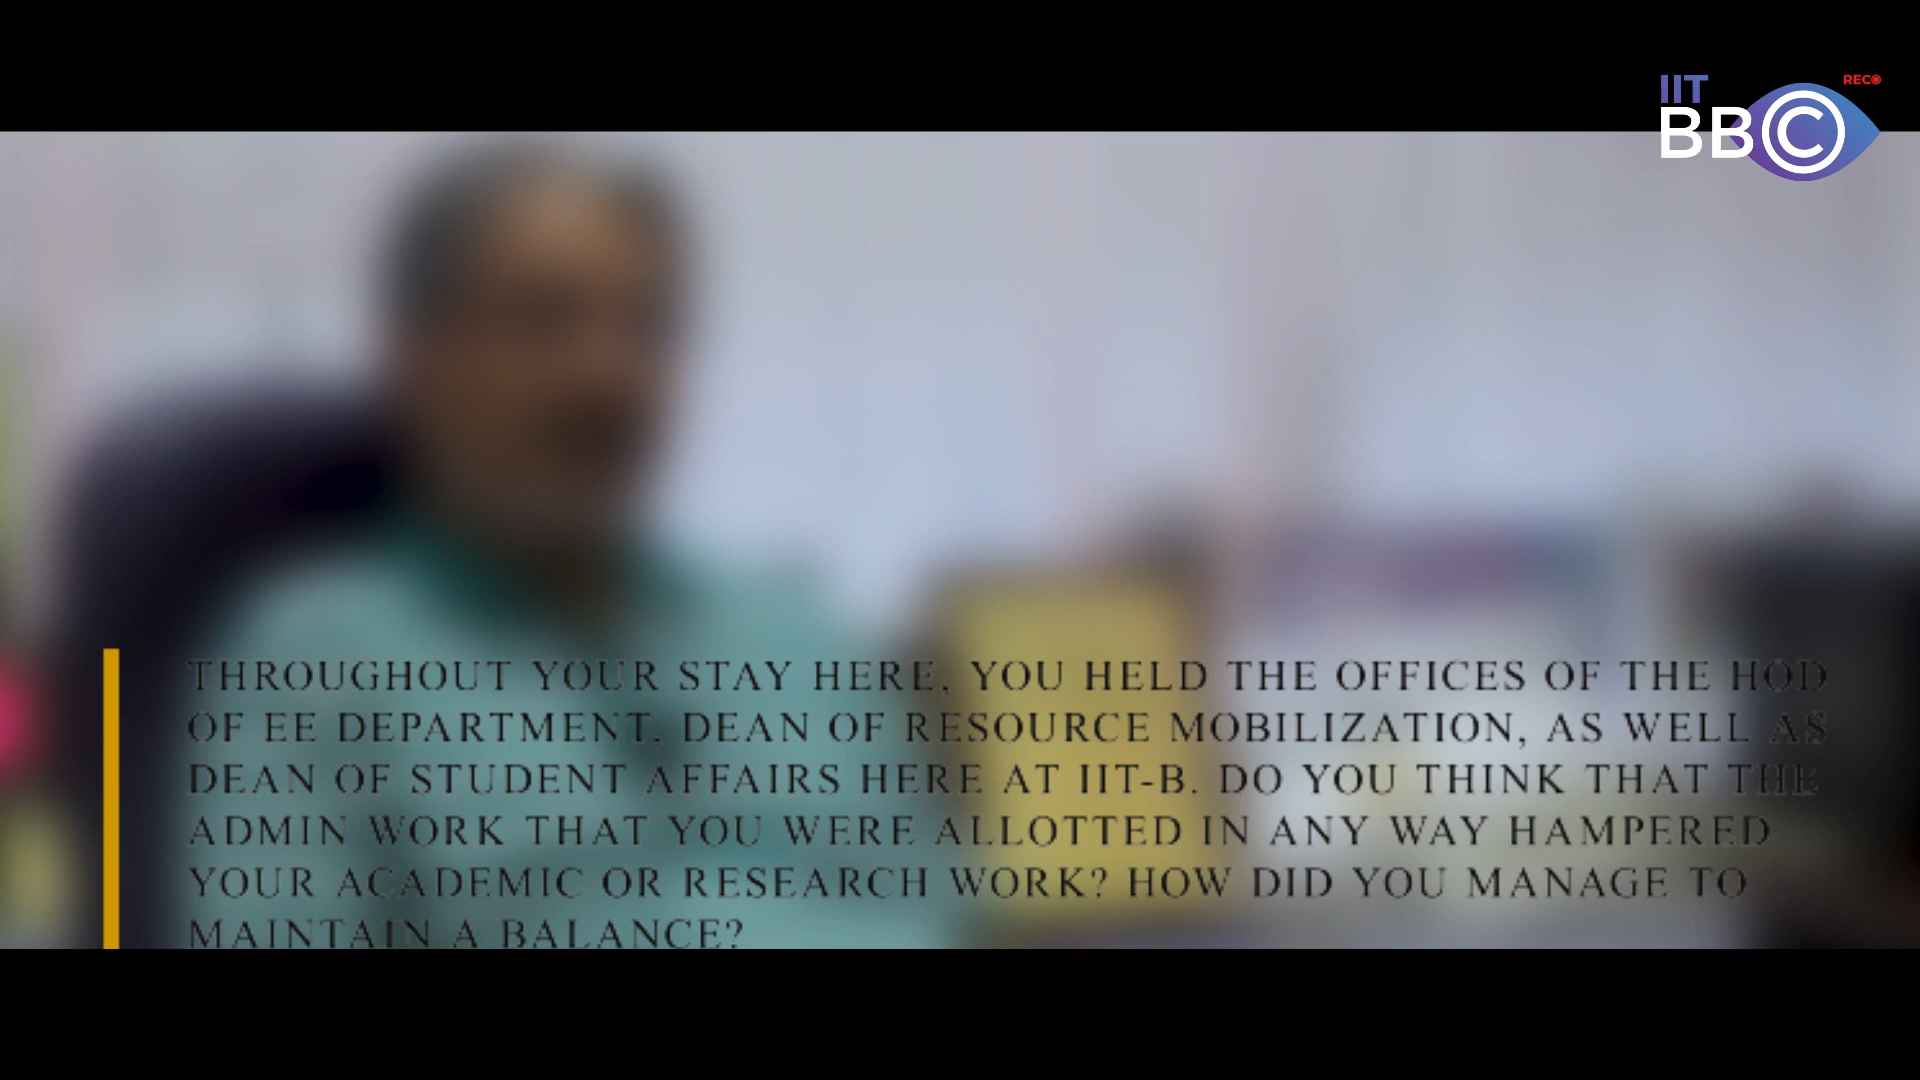 IIT
REC
BBC
THROUGHOUT YOUR STAY HERE, YOU HELD THE OFFICES OF THE HOD
OF EE DEPARTMENT, DEAN OF RESOURCE MOBILIZATION, AS WELL AS
DEAN OF STUDENT AFFAIRS HERE AT IIT-B. DO YOU THINK THAT THE
ADMIN WORK THAT YOU WERE ALLOTTED IN ANY WAY HAMPERED
YOUR ACADEMIC OR RESEARCH WORK? HOW DID YOU MANAGE TO
MAINTAIN A BALANCE?